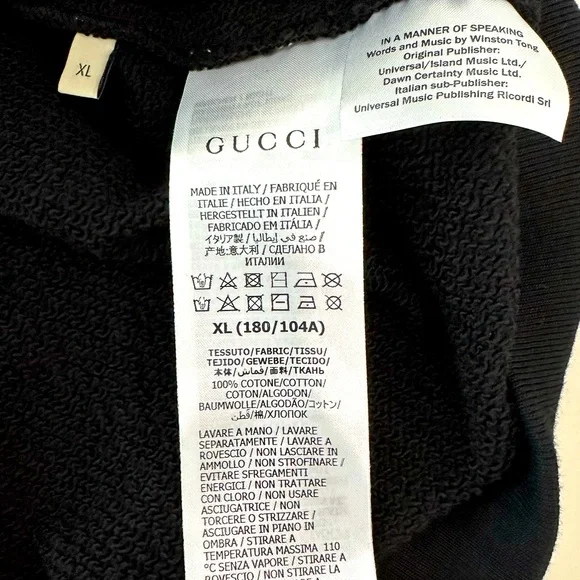 XL
IN A MANNER OF SPEAKING
Words and Music by Winston Tong
Original Publisher:
Universal/Island Music Ltd./
Dawn Certainty Music Ltd.
Italian sub-Publisher:
Universal Music Publishing Ricordi Srl
GUCCI
MADE IN ITALY / FABRIQUÉ EN
ITALIE / HECHO EN ITALIA /
HERGESTELLT IN ITALIEN /
FABRICADO EM ITÁLIA /
イタリア製 / صنع في إيطاليا /
产地:意大利 / СДЕЛАНО В
ИТАЛИИ
XL (180/104A)
TESSUTO/FABRIC/TISSU/
TEJIDO/GEWEBE/TECIDO/
本体/قماش/面料/ТКАНЬ
100% COTONE/COTTON/
COTON/ALGODON/
BAUMWOLLE/ALGODÃO/コットン/
قطن/棉/ХЛОПОК
LAVARE A MANO / LAVARE
SEPARATAMENTE / LAVARE A
ROVESCIO / NON LASCIARE IN
AMMOLLO / NON STROFINARE /
EVITARE SFREGAMENTI
ENERGICI / NON TRATTARE
CON CLORO / NON USARE
ASCIUGATRICE / NON
TORCERE O STRIZZARE /
ASCIUGARE IN PIANO IN
OMBRA / STIRARE A
TEMPERATURA MASSIMA 110
°C SENZA VAPORE / STIRARE A
ROVESCIO / NON STIRARE LA